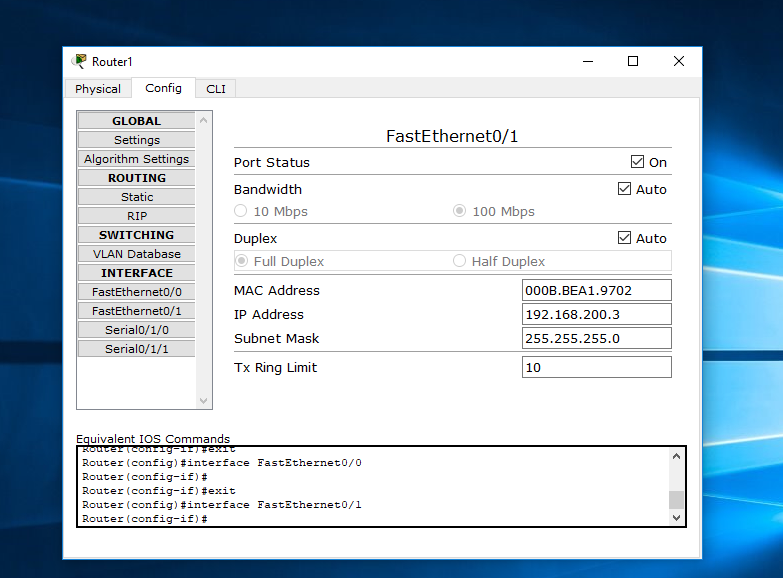 Router1
Physical Config CLI
GLOBAL
Settings
Algorithm Settings
ROUTING
Static
RIP
SWITCHING
VLAN Database
INTERFACE
FastEthernet0/0
FastEthernet0/1
Serial0/1/0
Serial0/1/1
FastEthernet0/1
Port Status On
Bandwidth Auto
10 Mbps 100 Mbps
Duplex Auto
Full Duplex Half Duplex
MAC Address 000B.BEA1.9702
IP Address 192.168.200.3
Subnet Mask 255.255.255.0
Tx Ring Limit 10
Equivalent IOS Commands
Router(config-if)#exit
Router(config)#interface FastEthernet0/0
Router(config-if)#
Router(config-if)#exit
Router(config)#interface FastEthernet0/1
Router(config-if)#